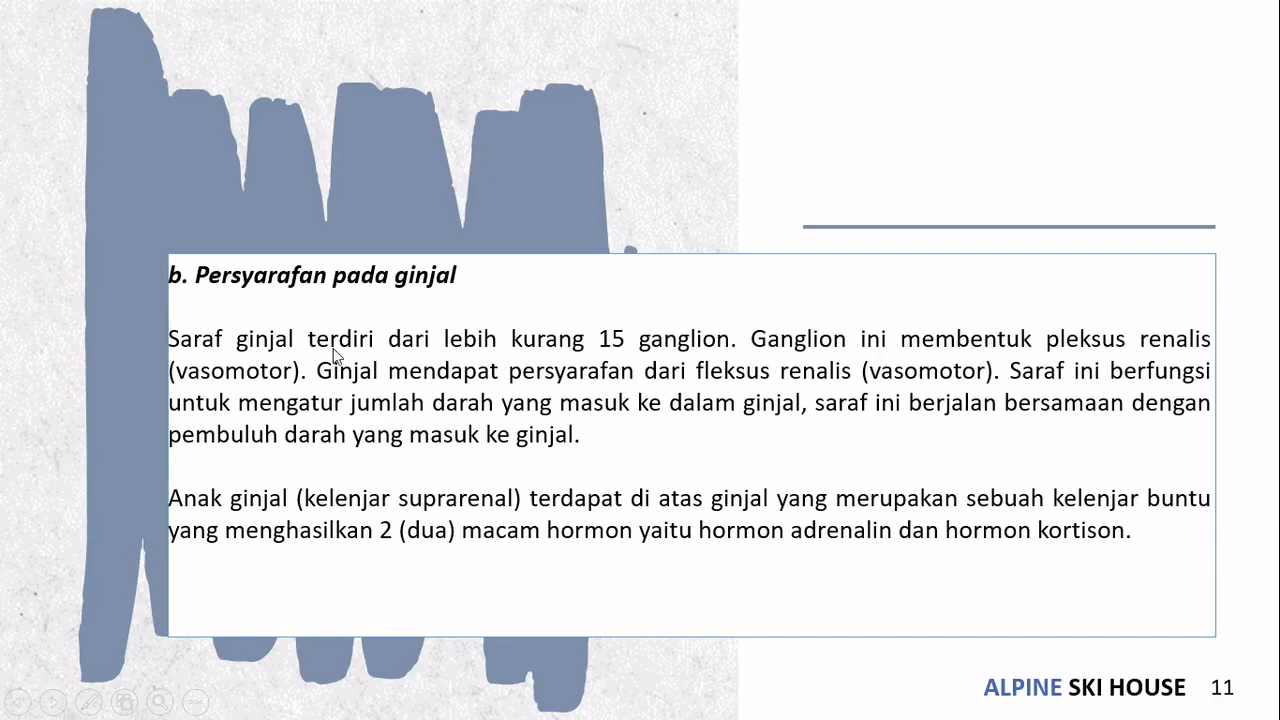 b. Persyarafan pada ginjal
Saraf ginjal terdiri dari lebih kurang 15 ganglion. Ganglion ini membentuk pleksus renalis
(vasomotor). Ginjal mendapat persyarafan dari fleksus renalis (vasomotor). Saraf ini berfungsi
untuk mengatur jumlah darah yang masuk ke dalam ginjal, saraf ini berjalan bersamaan dengan
pembuluh darah yang masuk ke ginjal.
Anak ginjal (kelenjar suprarenal) terdapat di atas ginjal yang merupakan sebuah kelenjar buntu
yang menghasilkan 2 (dua) macam hormon yaitu hormon adrenalin dan hormon kortison.
ALPINE SKI HOUSE 11